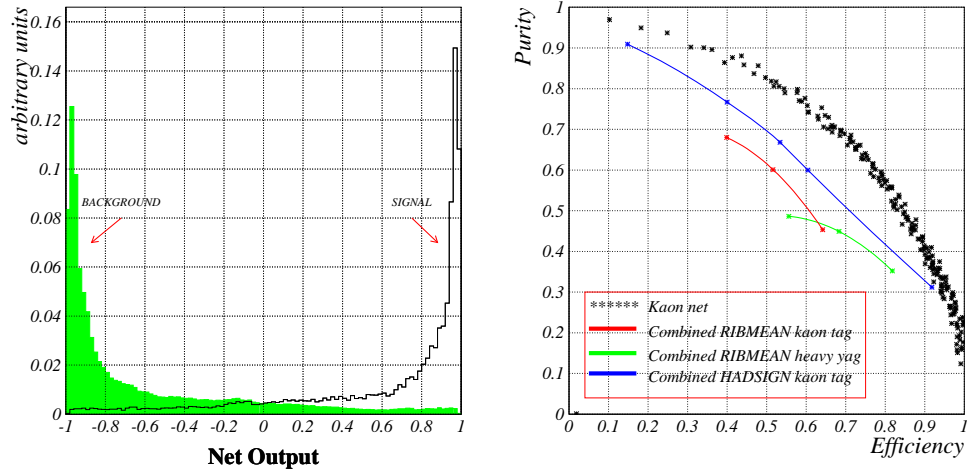 arbitrary units
0.16
0.14
0.12
0.1
0.08
0.06
0.04
0.02
0
BACKGROUND
SIGNAL
-1 -0.8 -0.6 -0.4 -0.2 0 0.2 0.4 0.6 0.8 1
Net Output
Purity
1
0.9
0.8
0.7
0.6
0.5
0.4
0.3
0.2
0.1
0
****** Kaon net
Combined RIBMEAN kaon tag
Combined RIBMEAN heavy yag
Combined HADSIGN kaon tag
0 0.1 0.2 0.3 0.4 0.5 0.6 0.7 0.8 0.9 1
Efficiency